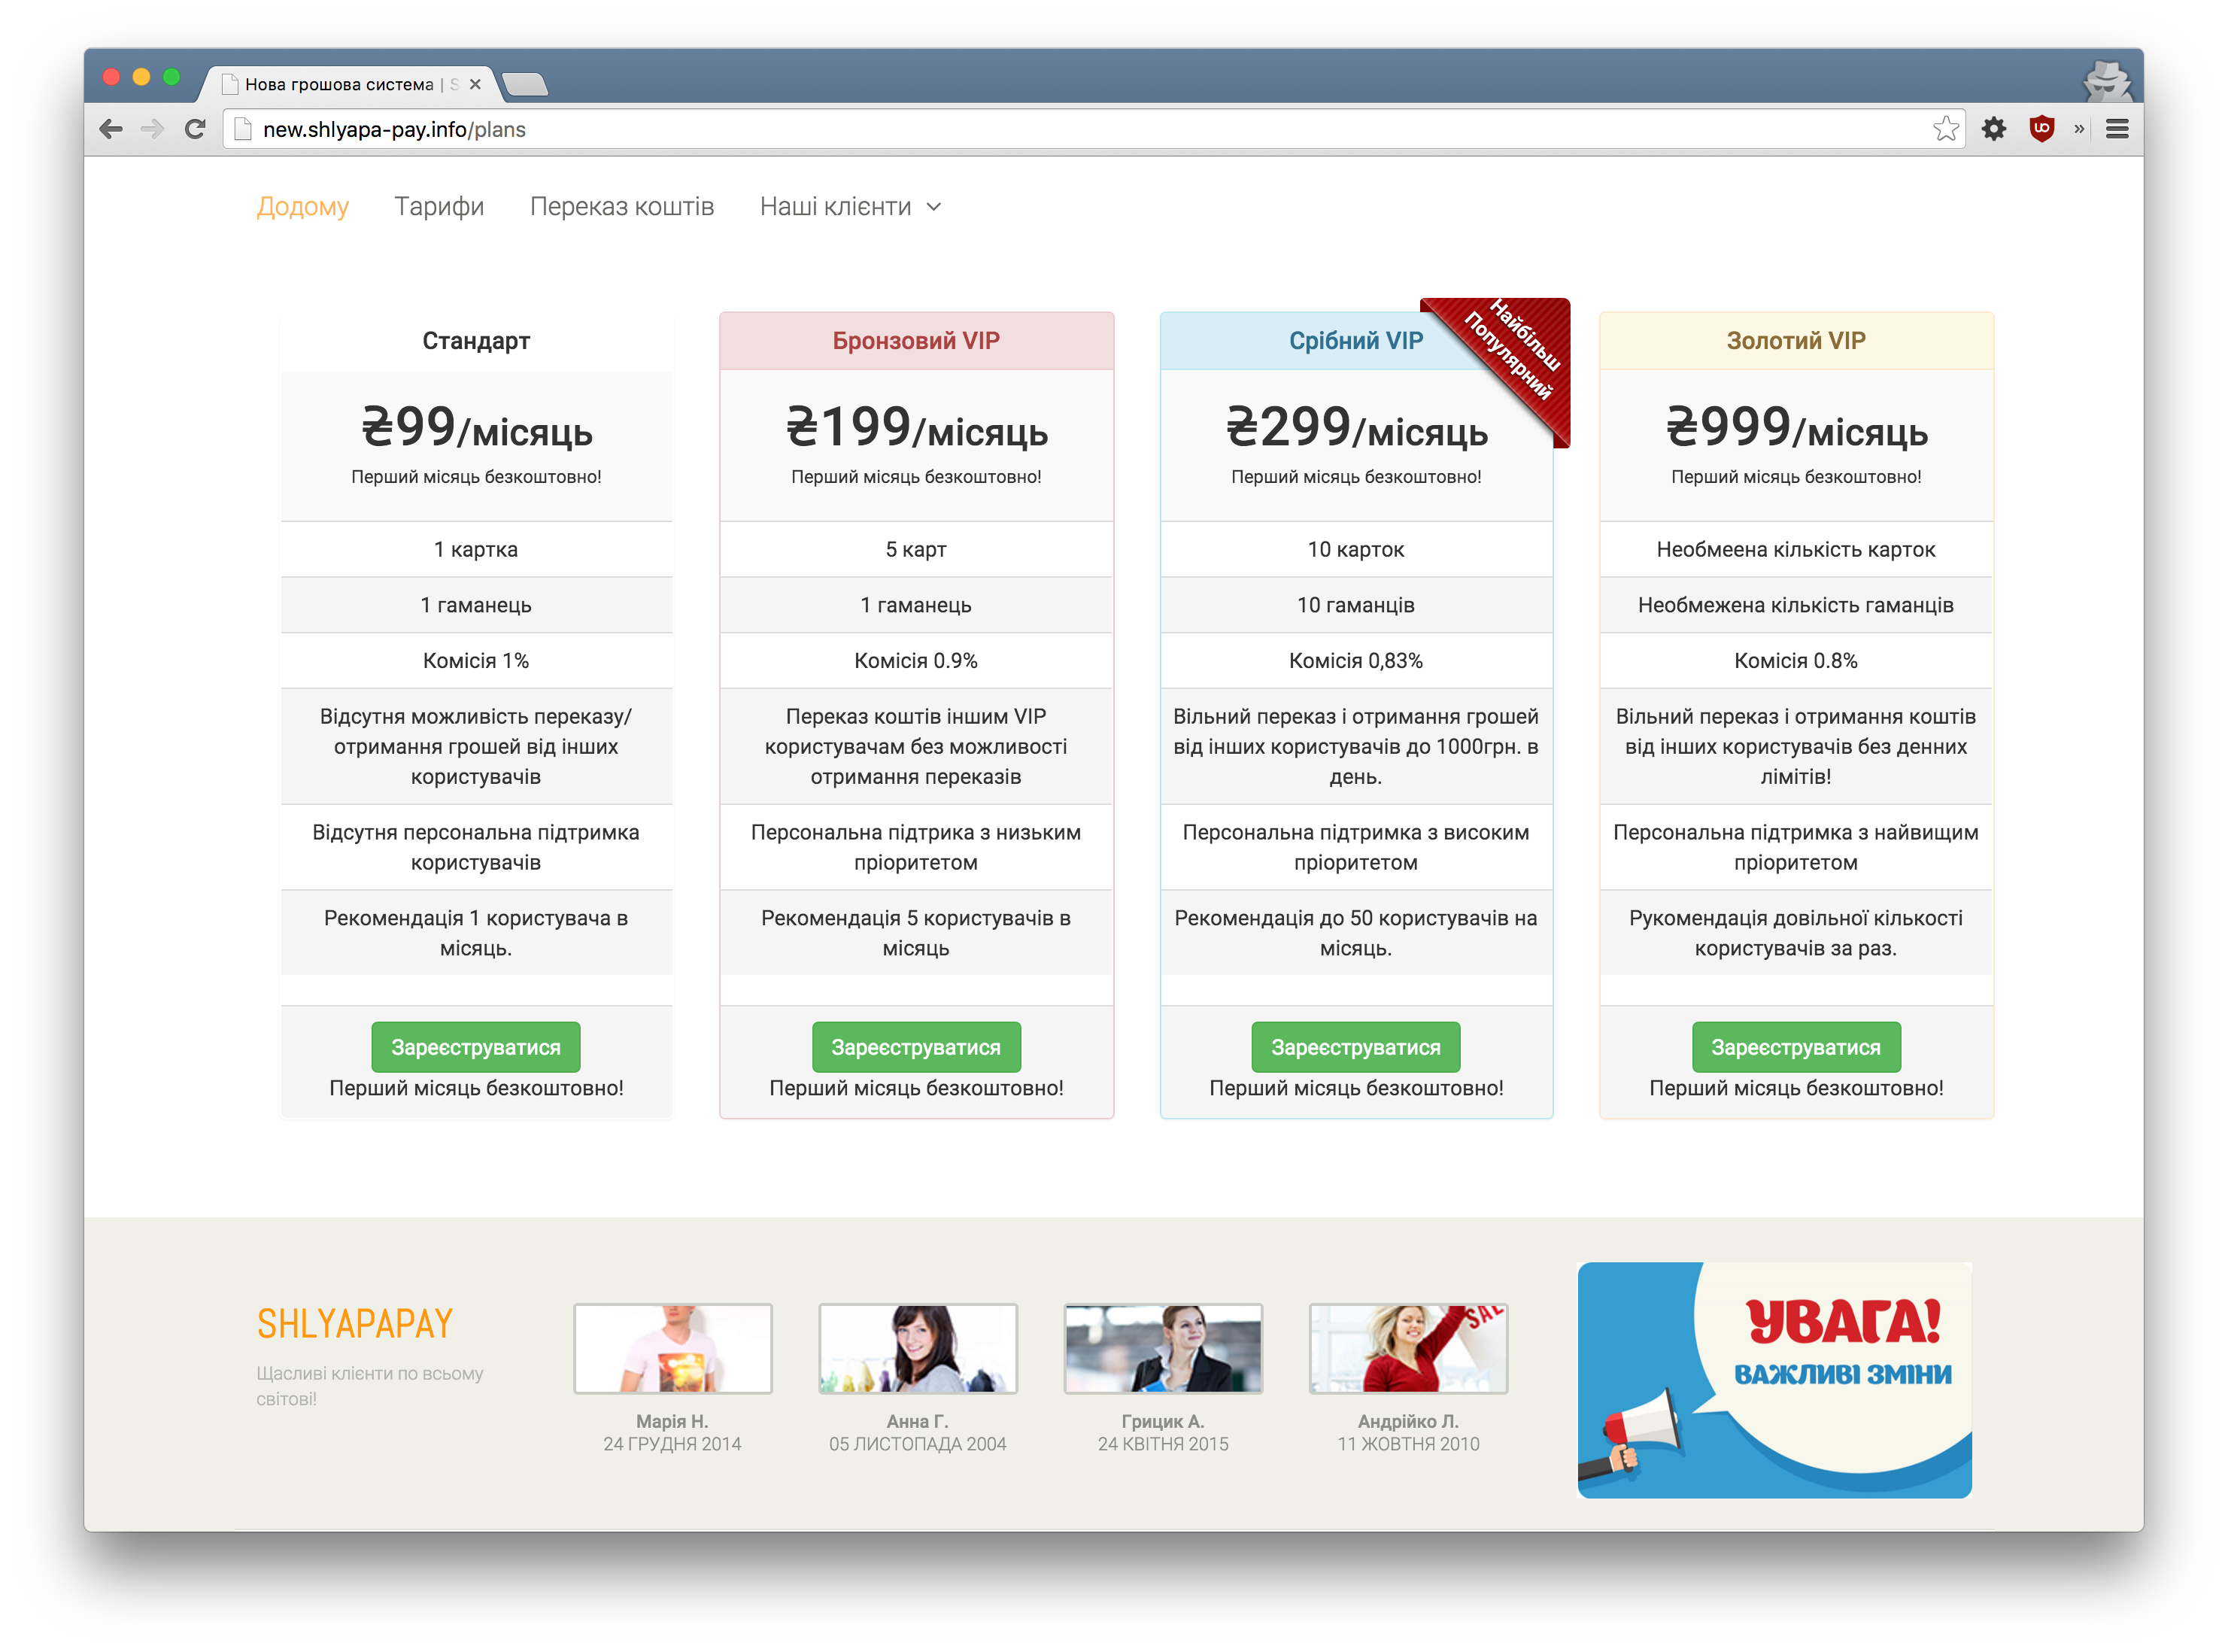 Нова грошова система | S
new.shlyapa-pay.info/plans
Додому Тарифи Переказ коштів Наші клієнти
Стандарт
₴99/місяць
Перший місяць безкоштовно!
1 картка
1 гаманець
Комісія 1%
Відсутня можливість переказу/
отримання грошей від інших
користувачів
Відсутня персональна підтримка
користувачів
Рекомендація 1 користувача в
місяць.
Зареєструватися
Перший місяць безкоштовно!
Бронзовий VIP
₴199/місяць
Перший місяць безкоштовно!
5 карт
1 гаманець
Комісія 0.9%
Переказ коштів іншим VIP
користувачам без можливості
отримання переказів
Персональна підтрика з низьким
пріоритетом
Рекомендація 5 користувачів в
місяць
Зареєструватися
Перший місяць безкоштовно!
Срібний VIP
Найбільш
Популярний
₴299/місяць
Перший місяць безкоштовно!
10 карток
10 гаманців
Комісія 0,83%
Вільний переказ і отримання грошей
від інших користувачів до 1000грн. в
день.
Персональна підтримка з високим
пріоритетом
Рекомендація до 50 користувачів на
місяць.
Зареєструватися
Перший місяць безкоштовно!
Золотий VIP
₴999/місяць
Перший місяць безкоштовно!
Необмеена кількість карток
Необмежена кількість гаманців
Комісія 0.8%
Вільний переказ і отримання коштів
від інших користувачів без денних
лімітів!
Персональна підтримка з найвищим
пріоритетом
Рукомендація довільної кількості
користувачів за раз.
Зареєструватися
Перший місяць безкоштовно!
SHLYAPAPAY
Щасливі клієнти по всьому
світові!
Марія Н.
24 ГРУДНЯ 2014
Анна Г.
05 ЛИСТОПАДА 2004
Грицик А.
24 КВІТНЯ 2015
SALE
Андрійко Л.
11 ЖОВТНЯ 2010
УВАГА!
ВАЖЛИВІ ЗМІНИ